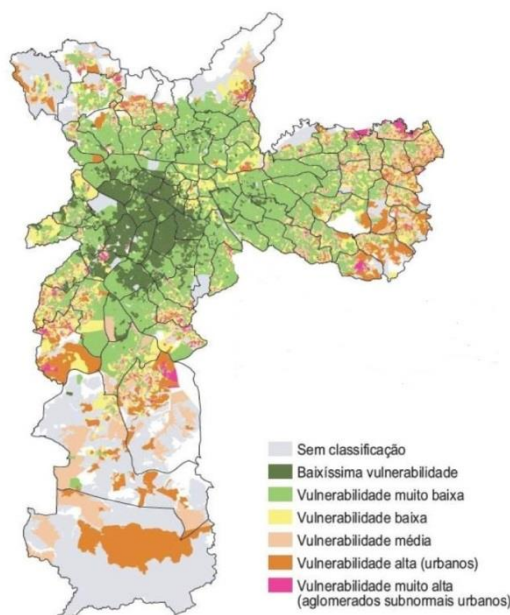 Sem classificação
Baixíssima vulnerabilidade
Vulnerabilidade muito baixa
Vulnerabilidade baixa
Vulnerabilidade média
Vulnerabilidade alta (urbanos)
Vulnerabilidade muito alta
(aglomerados subnormais urbanos)